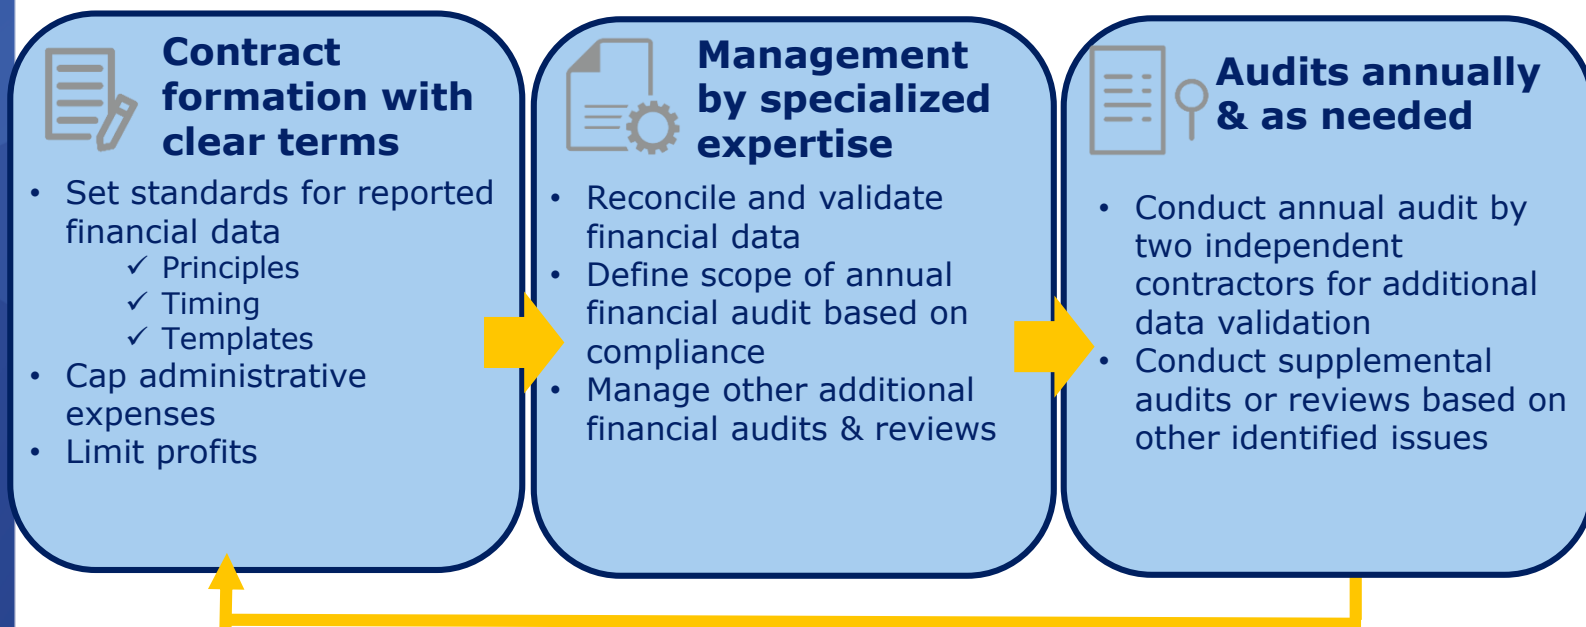 Contract
formation with
clear terms
• Set standards for reported
financial data
✓ Principles
✓ Timing
✓ Templates
• Cap administrative
expenses
• Limit profits
Management
by specialized
expertise
• Reconcile and validate
financial data
• Define scope of annual
financial audit based on
compliance
• Manage other additional
financial audits & reviews
Audits annually
& as needed
• Conduct annual audit by
two independent
contractors for additional
data validation
• Conduct supplemental
audits or reviews based on
other identified issues